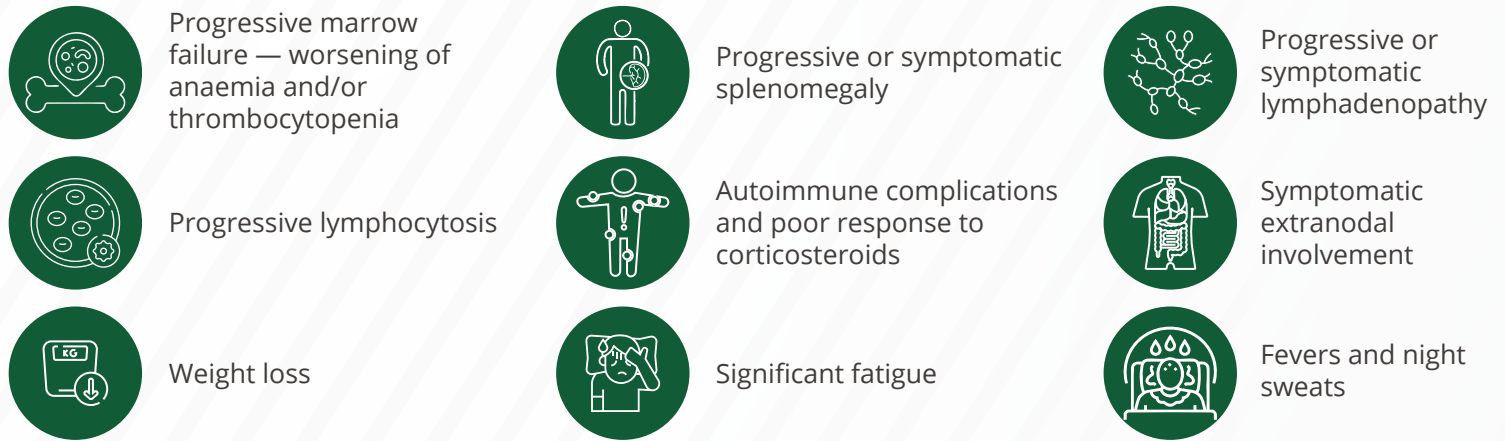 Progressive marrow
failure — worsening of
anaemia and/or
thrombocytopenia
Progressive or symptomatic
splenomegaly
Progressive or
symptomatic
lymphadenopathy
Progressive lymphocytosis
Autoimmune complications
and poor response to
corticosteroids
Symptomatic
extranodal
involvement
KG
Weight loss
Significant fatigue
Fevers and night
sweats